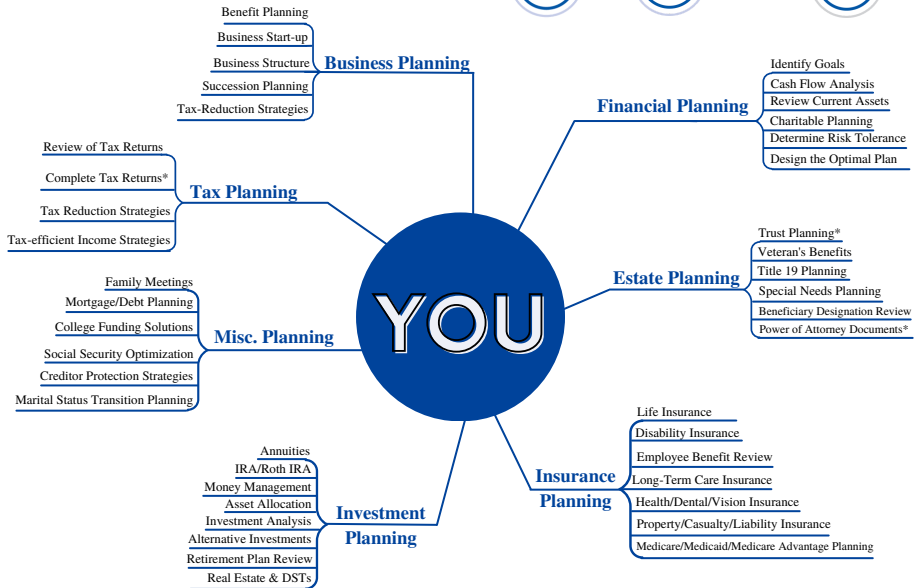 Benefit Planning
Business Start-up
Business Structure
Succession Planning
Tax-Reduction Strategies
Business Planning
Financial Planning
Identify Goals
Cash Flow Analysis
Review Current Assets
Charitable Planning
Determine Risk Tolerance
Design the Optimal Plan
Review of Tax Returns
Complete Tax Returns*
Tax Reduction Strategies
Tax-efficient Income Strategies
Tax Planning
Estate Planning
Trust Planning*
Veteran's Benefits
Title 19 Planning
Special Needs Planning
Beneficiary Designation Review
Power of Attorney Documents*
YOU
Family Meetings
Mortgage/Debt Planning
College Funding Solutions
Social Security Optimization
Creditor Protection Strategies
Marital Status Transition Planning
Misc. Planning
Annuities
IRA/Roth IRA
Money Management
Asset Allocation
Investment Analysis
Alternative Investments
Retirement Plan Review
Real Estate & DSTs
Investment
Planning
Insurance
Planning
Life Insurance
Disability Insurance
Employee Benefit Review
Long-Term Care Insurance
Health/Dental/Vision Insurance
Property/Casualty/Liability Insurance
Medicare/Medicaid/Medicare Advantage Planning